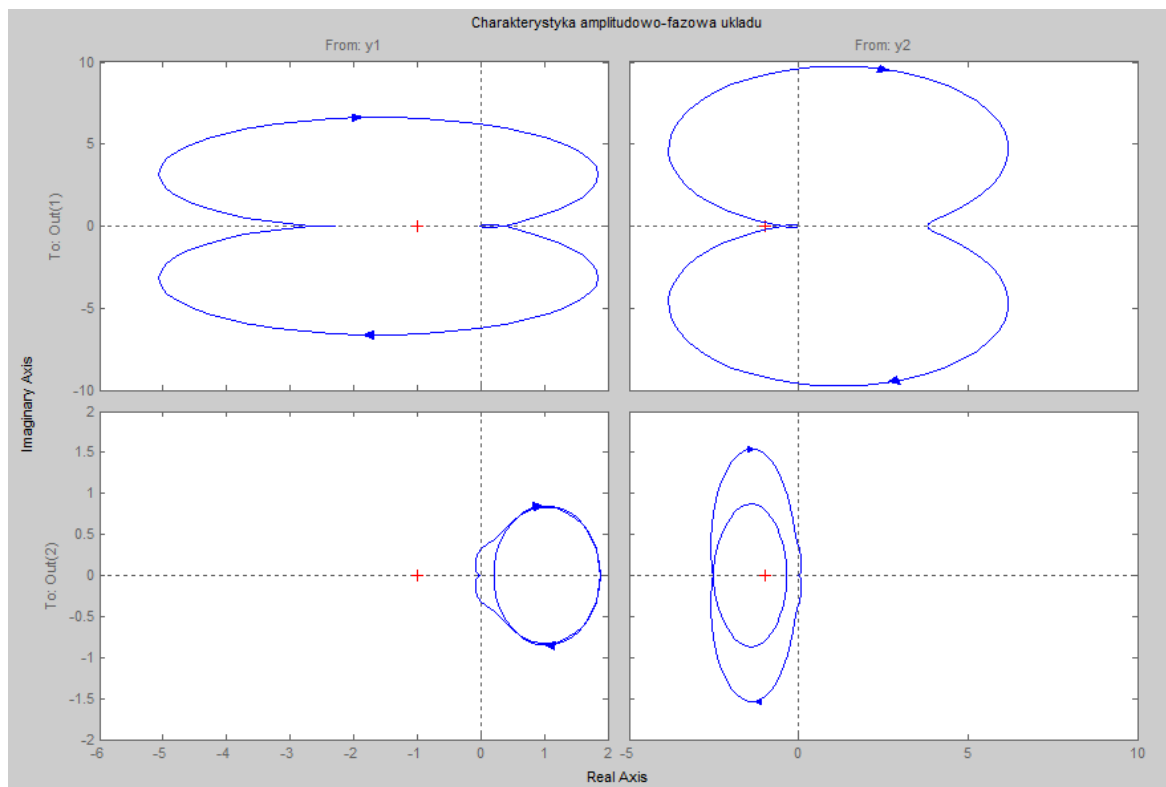 Charakterystyka amplitudowo-fazowa ukladu
From: y1
From: y2
To: Out(1)
10
5
0
-5
-10
To: Out(2)
2
1.5
1
0.5
0
-0.5
-1
-1.5
-2
Imaginary Axis
-6 -5 -4 -3 -2 -1 0 1 2
-5 0 5 10
Real Axis